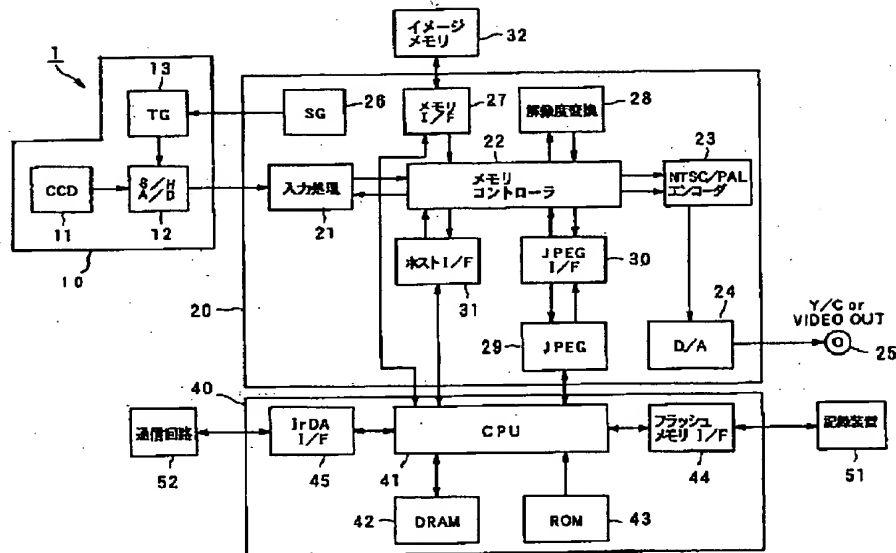 イメージ
メモリ
32
1
13
TG
SG
26
メモリ
I/F
27
解像度変換
28
22
23
CCD
11
S/H
A/D
12
入力処理
21
メモリ
コントローラ
NTSC/PAL
エンコーダ
10
ホストI/F
31
JPEG
I/F
30
20
29
JPEG
24
D/A
Y/C or
VIDEO OUT
25
40
通信回路
52
IrDA
I/F
45
CPU
41
フラッシュ
メモリ I/F
44
記録装置
51
42
DRAM
ROM
43